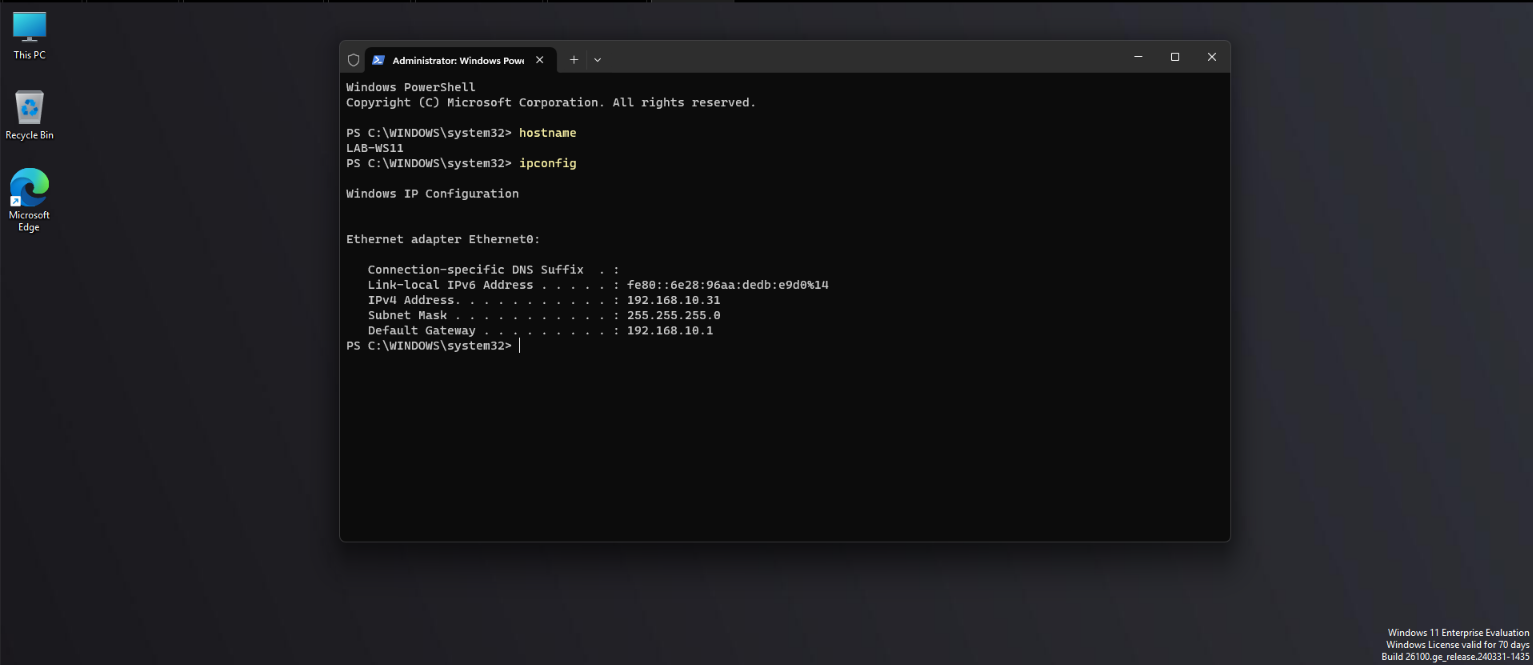 This PC
Recycle Bin
Microsoft
Edge
Administrator: Windows Powe
Windows PowerShell
Copyright (C) Microsoft Corporation. All rights reserved.
PS C:\WINDOWS\system32> hostname
LAB-WS11
PS C:\WINDOWS\system32> ipconfig
Windows IP Configuration
Ethernet adapter Ethernet0:
Connection-specific DNS Suffix  . :
Link-local IPv6 Address . . . . . : fe80::6e28:96aa:dedb:e9d0%14
IPv4 Address. . . . . . . . . . . : 192.168.10.31
Subnet Mask . . . . . . . . . . . : 255.255.255.0
Default Gateway . . . . . . . . . : 192.168.10.1
PS C:\WINDOWS\system32>
Windows 11 Enterprise Evaluation
Windows License valid for 70 days
Build 26100.ge_release.240331-1435